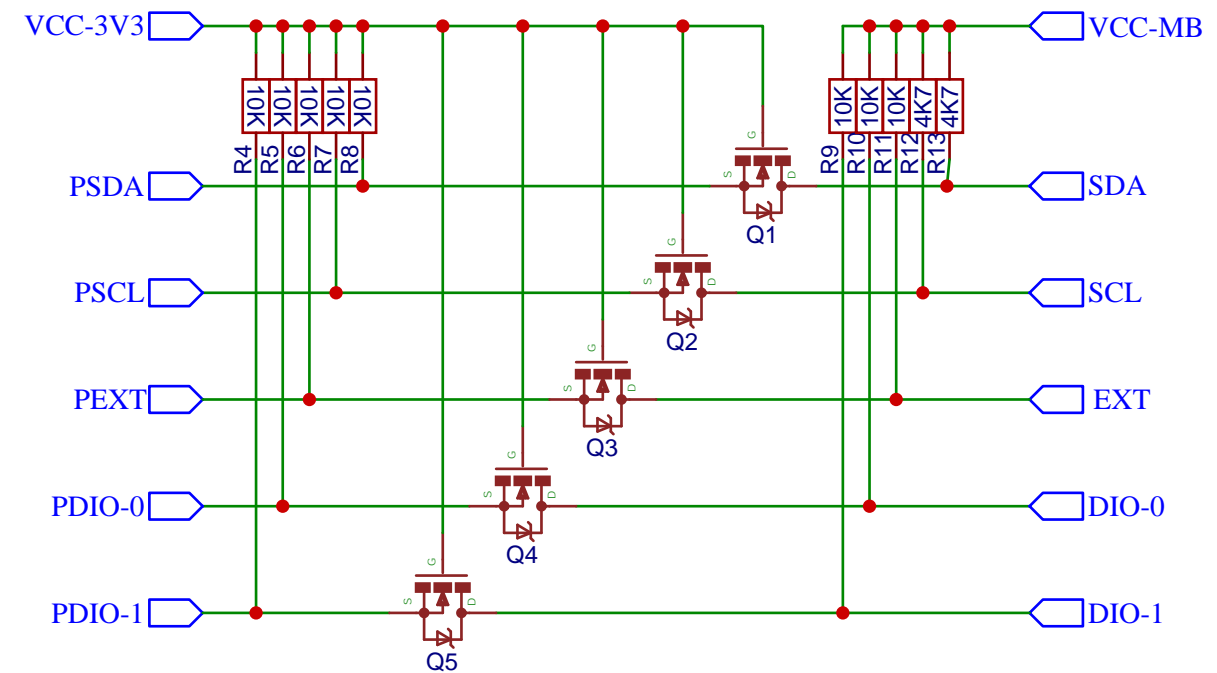 VCC-3V3
VCC-MB
10K 10K 10K 10K 10K
10K 10K 10K 4K7 4K7
R4 R5 R6 R7 R8
R9 R10 R11 R12 R13
G
S D
Q1
PSDA
SDA
G
S D
Q2
PSCL
SCL
G
S D
Q3
PEXT
EXT
G
S D
Q4
PDIO-0
DIO-0
G
S D
Q5
PDIO-1
DIO-1